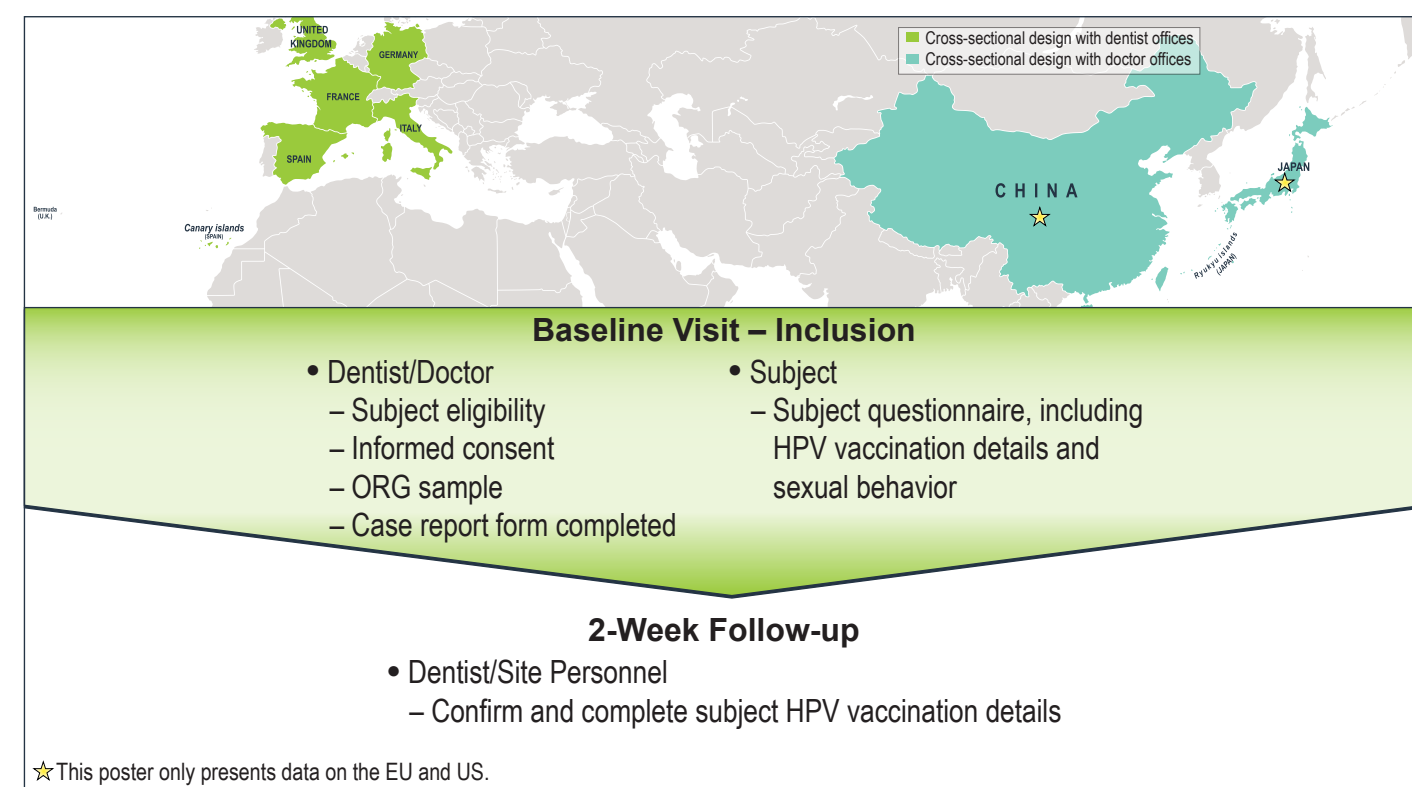 UNITED
KINGDOM
GERMANY
FRANCE
ITALY
SPAIN
Bermuda
(U.K.)
Canary islands
(SPAIN)
Cross-sectional design with dentist offices
Cross-sectional design with doctor offices
CHINA
JAPAN
Ryukyu islands
(JAPAN)
Baseline Visit – Inclusion
• Dentist/Doctor
– Subject eligibility
– Informed consent
– ORG sample
– Case report form completed
• Subject
– Subject questionnaire, including
HPV vaccination details and
sexual behavior
2-Week Follow-up
• Dentist/Site Personnel
– Confirm and complete subject HPV vaccination details
☆This poster only presents data on the EU and US.